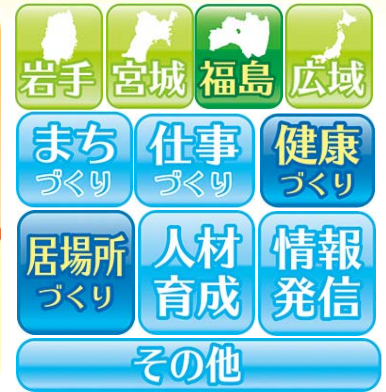 岩手 宮城 福島 広域
まち 仕事 健康
づくり づくり づくり
居場所 人材 情報
づくり 育成 発信
その他